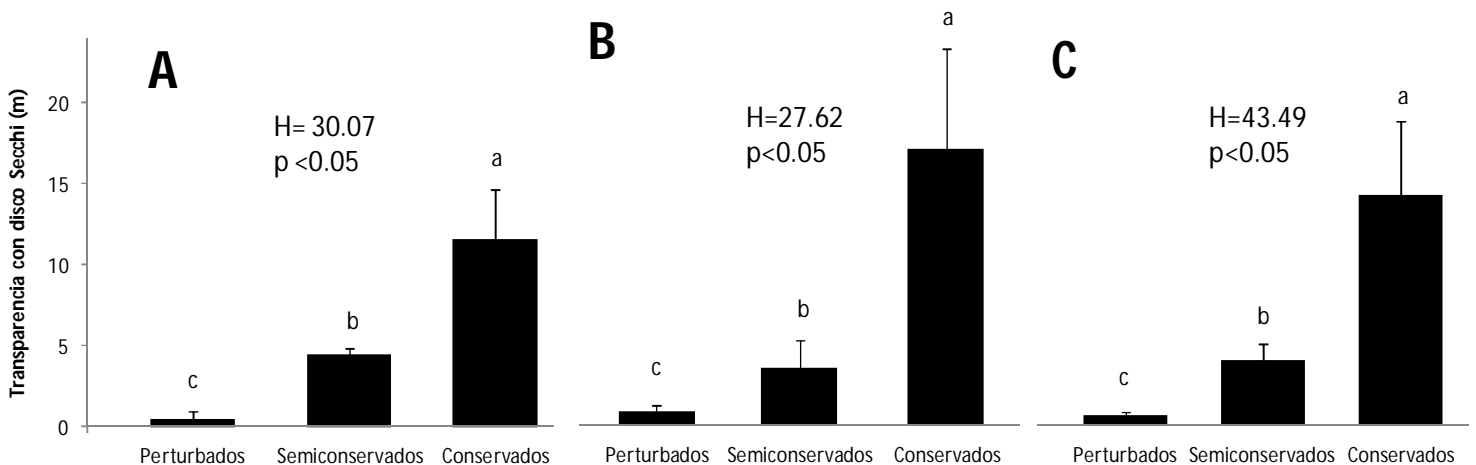 Transparencia con disco Secchi (m)
20
15
10
5
0
A
H= 30.07
p <0.05
c
b
a
Perturbados Semiconservados Conservados
B
H=27.62
p<0.05
c
b
a
Perturbados Semiconservados Conservados
C
H=43.49
p<0.05
c
b
a
Perturbados Semiconservados Conservados